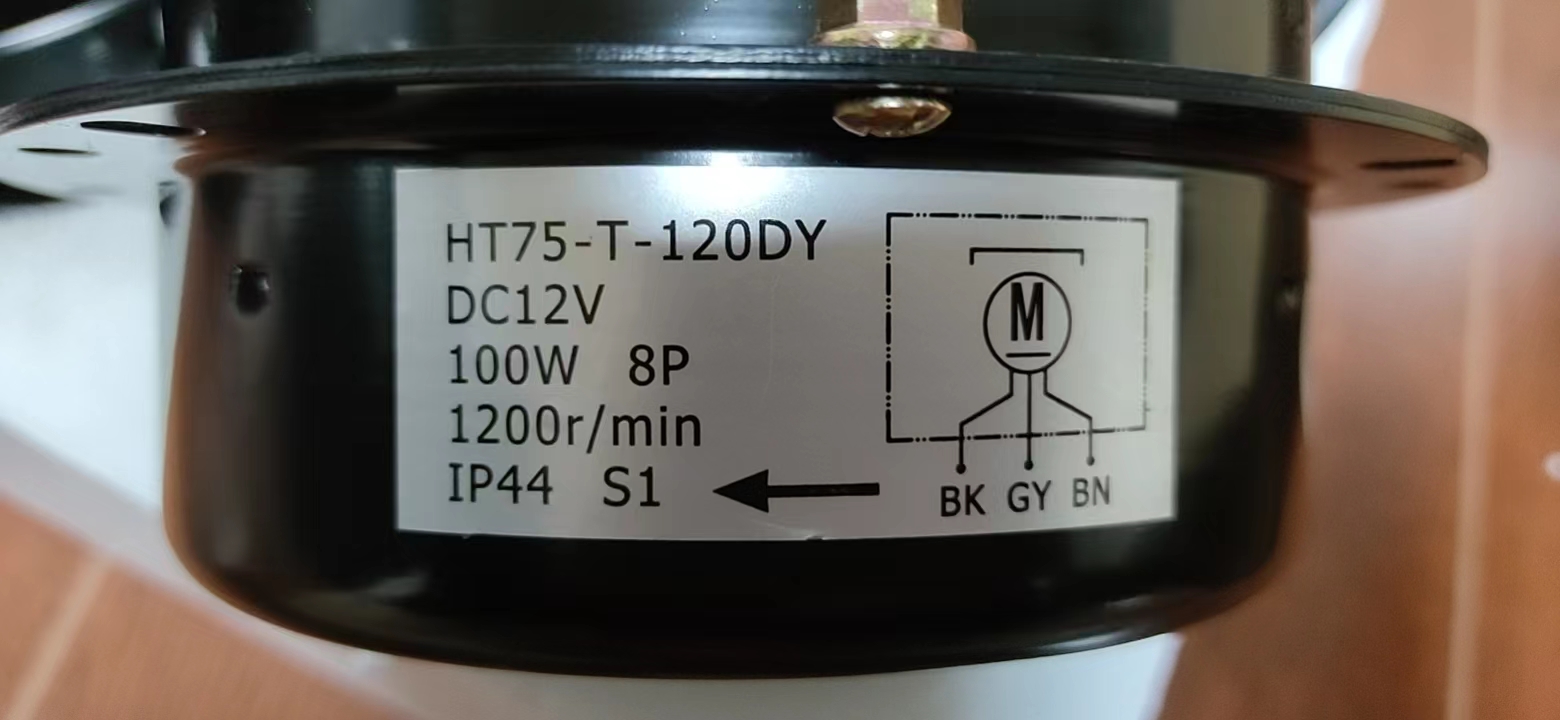 HT75-T-120DY
DC12V
100W 8P
1200r/min
IP44 S1
M
BK GY BN